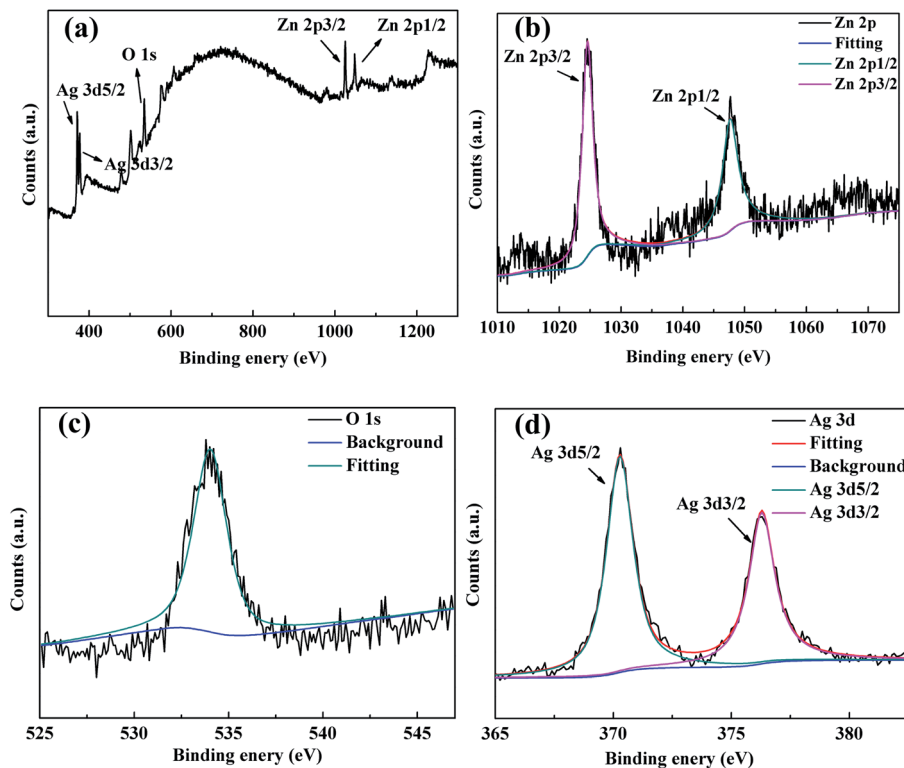 (a)
Zn 2p3/2
Zn 2p1/2
O 1s
Ag 3d5/2
Ag 3d3/2
Counts (a.u.)
400 600 800 1000 1200
Binding enery (eV)
(b)
Zn 2p
Fitting
Zn 2p1/2
Zn 2p3/2
Zn 2p3/2
Zn 2p1/2
Counts (a.u.)
1010 1020 1030 1040 1050 1060 1070
Binding enery (eV)
(c)
O 1s
Background
Fitting
Counts (a.u.)
525 530 535 540 545
Binding enery (eV)
(d)
Ag 3d
Fitting
Background
Ag 3d5/2
Ag 3d3/2
Ag 3d5/2
Ag 3d3/2
Counts (a.u.)
365 370 375 380
Binding enery (eV)